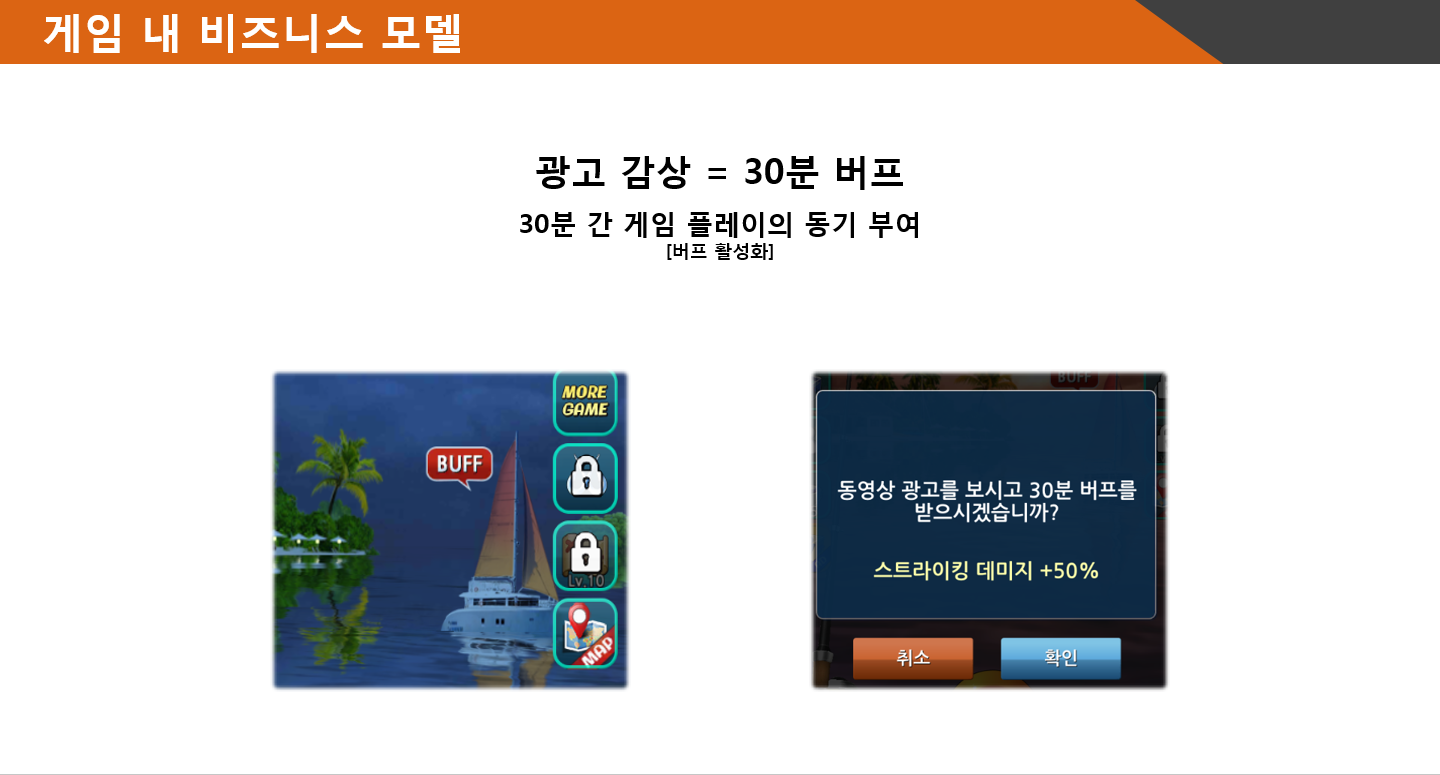 게임 내 비즈니스 모델
광고 감상 = 30분 버프
30분 간 게임 플레이의 동기 부여
[버프 활성화]
MORE
GAME
BUFF
Lv.10
MAP
BUFF
동영상 광고를 보시고 30분 버프를
받으시겠습니까?
스트라이킹 데미지 +50%
취소
확인